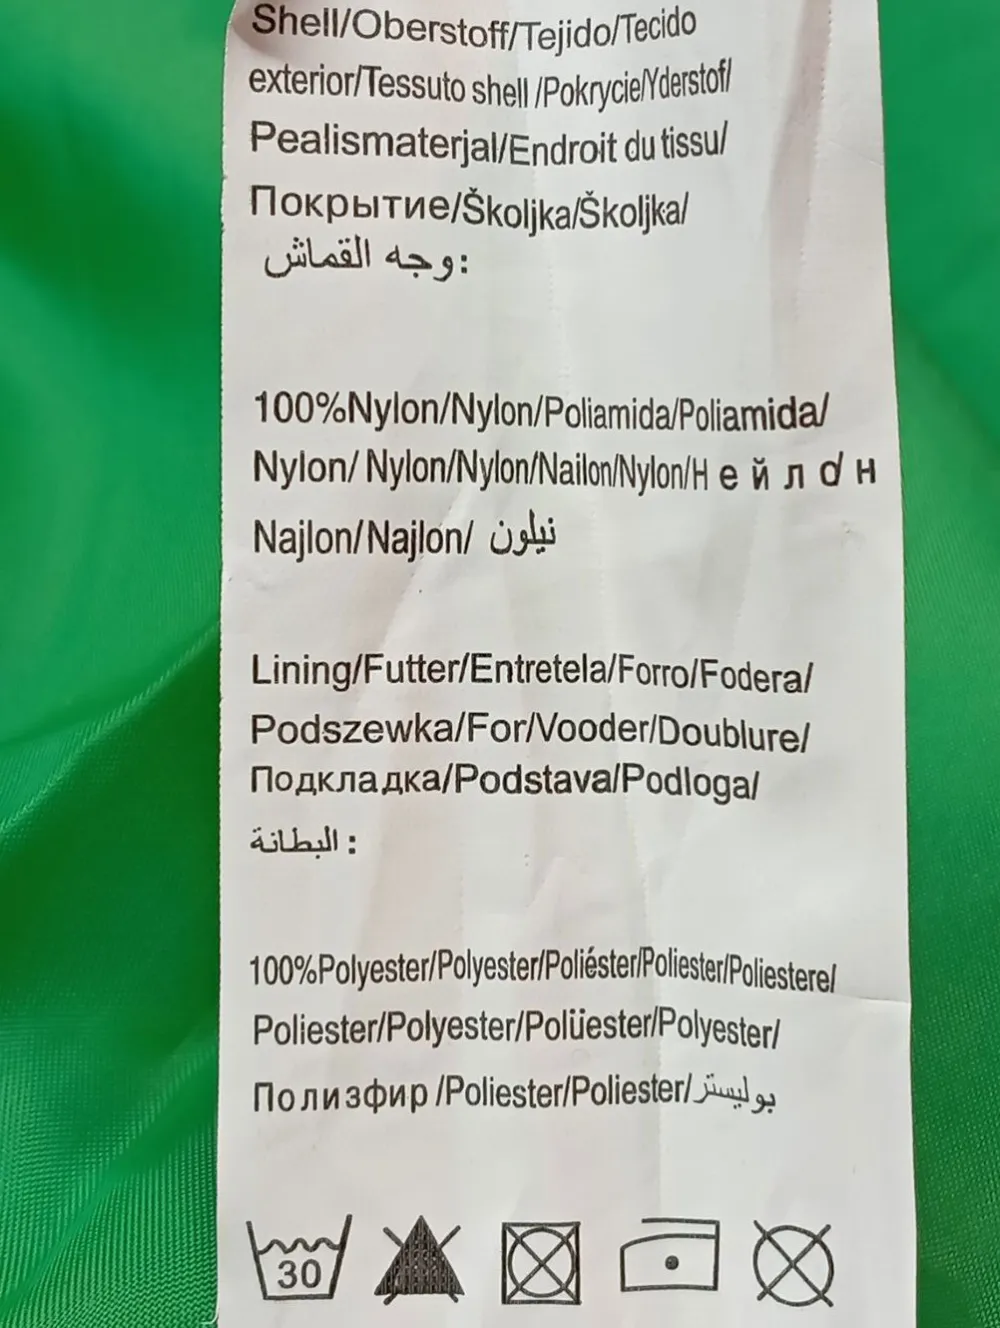 Shell/Oberstoff/Tejido/Tecido
exterior/Tessuto shell /Pokrycie/Yderstof/
Pealismaterjal/Endroit du tissu/
Покрытие/Školjka/Školjka/
وجه القماش:
100%Nylon/Nylon/Poliamida/Poliamida/
Nylon/ Nylon/Nylon/Nailon/Nylon/Нейлон
Najlon/Najlon/ نيلون
Lining/Futter/Entretela/Forro/Fodera/
Podszewka/For/Vooder/Doublure/
Подкладка/Podstava/Podloga/
البطانة :
100%Polyester/Polyester/Poliéster/Poliester/Poliestere/
Poliester/Polyester/Polüester/Polyester/
Полиэфир /Poliester/Poliester/بوليستر
30